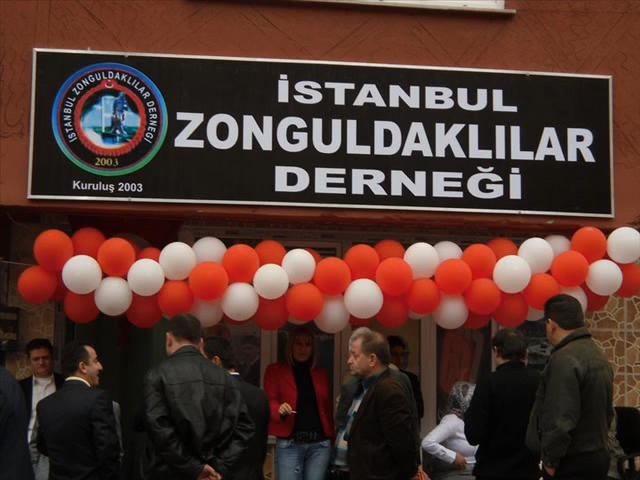 İSTANBUL ZONGULDAKLILAR DERNEĞİ
2003
Kuruluş 2003
İSTANBUL
ZONGULDAKLILAR
DERNEĞİ